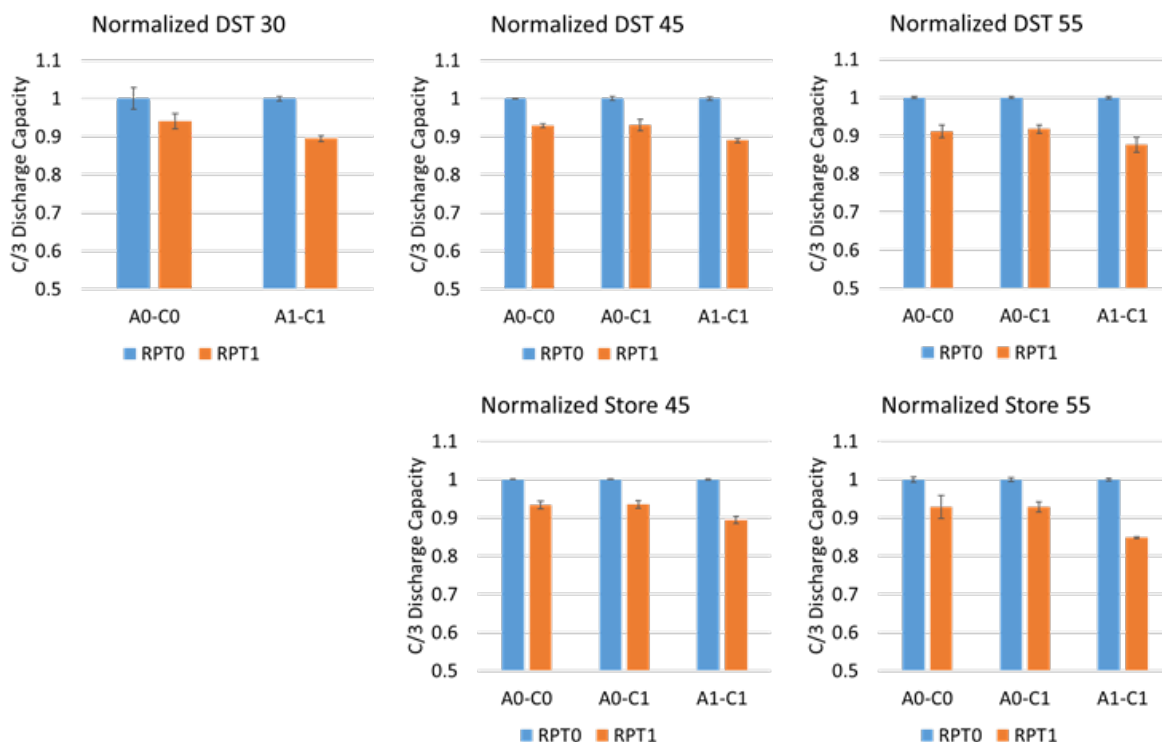 Normalized DST 30
C/3 Discharge Capacity
1.1
1
0.9
0.8
0.7
0.6
0.5
A0-C0 A1-C1
RPT0 RPT1
Normalized DST 45
C/3 Discharge Capacity
1.1
1
0.9
0.8
0.7
0.6
0.5
A0-C0 A0-C1 A1-C1
RPT0 RPT1
Normalized DST 55
C/3 Discharge Capacity
1.1
1
0.9
0.8
0.7
0.6
0.5
A0-C0 A0-C1 A1-C1
RPT0 RPT1
Normalized Store 45
C/3 Discharge Capacity
1.1
1
0.9
0.8
0.7
0.6
0.5
A0-C0 A0-C1 A1-C1
RPT0 RPT1
Normalized Store 55
C/3 Discharge Capacity
1.1
1
0.9
0.8
0.7
0.6
0.5
A0-C0 A0-C1 A1-C1
RPT0 RPT1